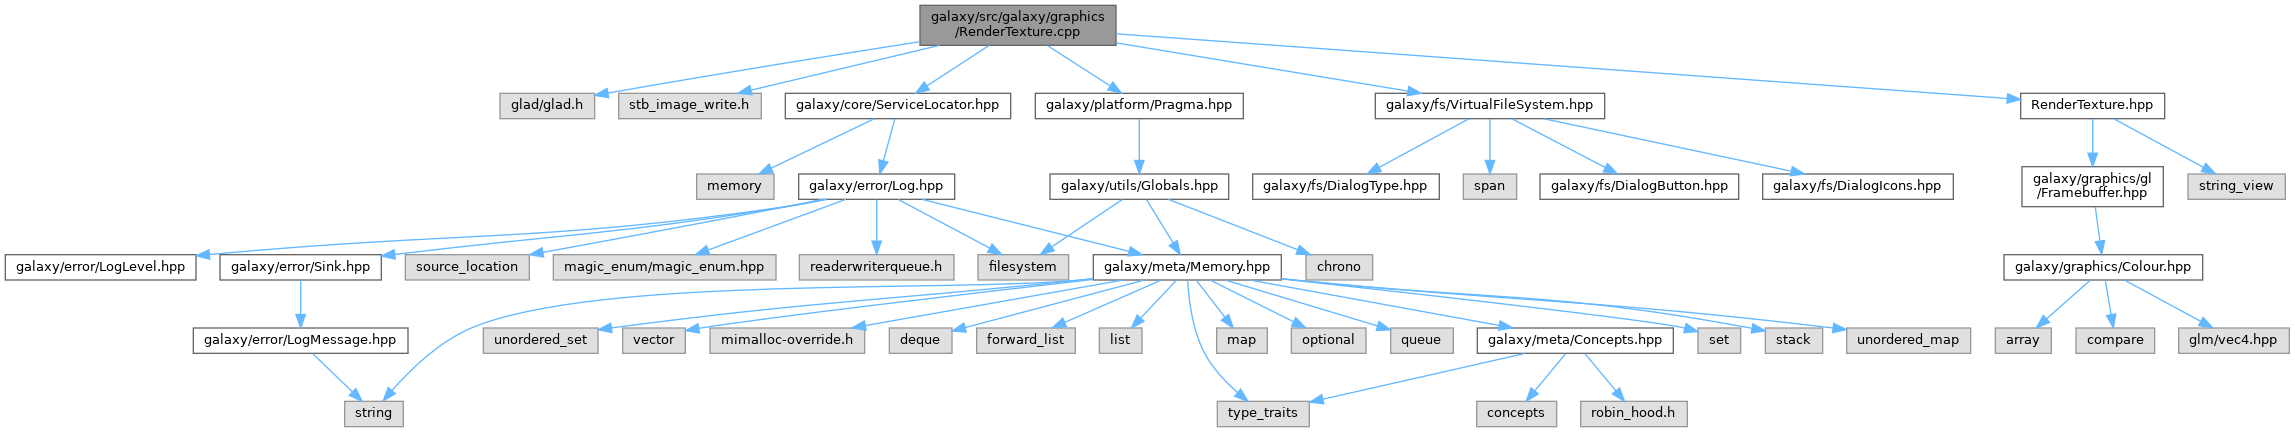 galaxy/src/galaxy/graphics
/RenderTexture.cpp
glad/glad.h
stb_image_write.h
galaxy/core/ServiceLocator.hpp
galaxy/platform/Pragma.hpp
galaxy/fs/VirtualFileSystem.hpp
RenderTexture.hpp
memory
galaxy/error/Log.hpp
galaxy/utils/Globals.hpp
galaxy/fs/DialogType.hpp
span
galaxy/fs/DialogButton.hpp
galaxy/fs/DialogIcons.hpp
galaxy/graphics/gl
/Framebuffer.hpp
string_view
galaxy/error/LogLevel.hpp
galaxy/error/Sink.hpp
source_location
magic_enum/magic_enum.hpp
readerwriterqueue.h
filesystem
galaxy/meta/Memory.hpp
chrono
galaxy/graphics/Colour.hpp
galaxy/error/LogMessage.hpp
unordered_set
vector
mimalloc-override.h
deque
forward_list
list
map
optional
queue
galaxy/meta/Concepts.hpp
set
stack
unordered_map
array
compare
glm/vec4.hpp
string
type_traits
concepts
robin_hood.h